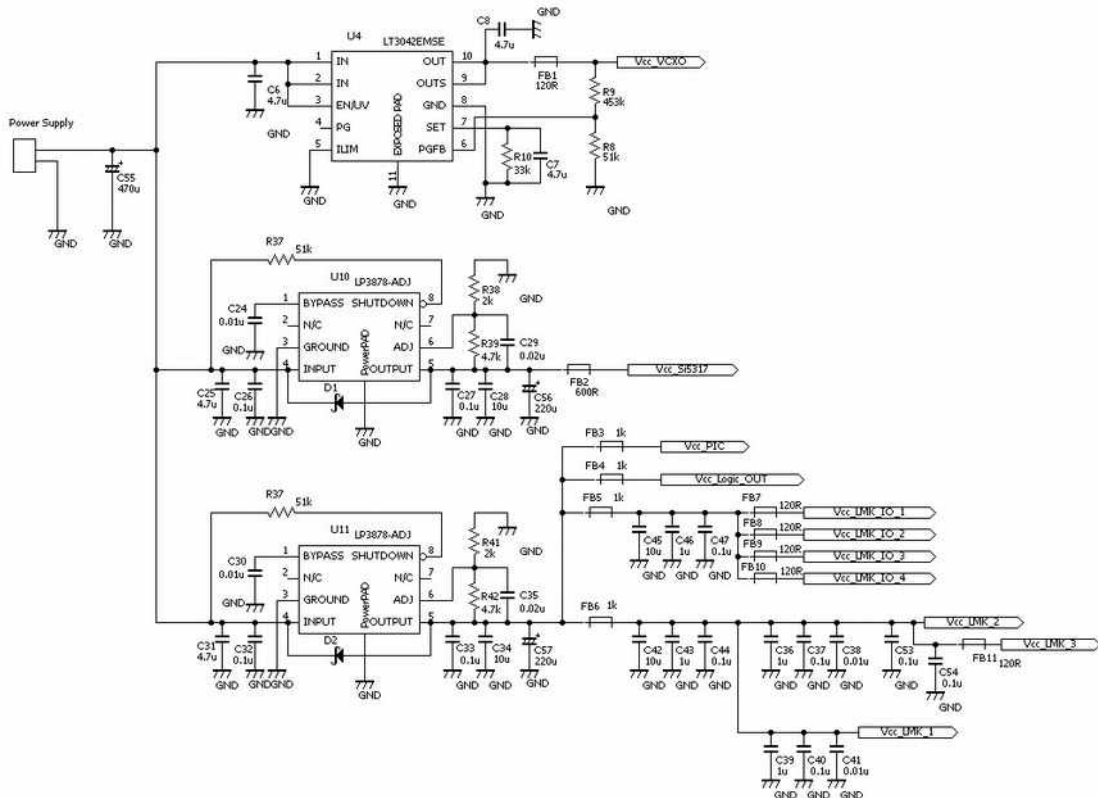 Power Supply
C55
470u
GND
GND
U4
LT3042EMSE
1
IN
2
IN
3
EN/UV
4
PG
5
ILIM
EXPOSED PAD
11
OUT
10
OUTS
9
GND
8
SET
7
PGFB
6
C6
4.7u
GND
GND
GND
C8
4.7u
GND
FB1
120R
Vcc_VCXO
R9
453k
R8
51k
GND
R10
33k
C7
4.7u
GND
R37
51k
U10
LP3878-ADJ
1
BYPASS
SHUTDOWN
8
2
N/C
N/C
7
3
GROUND
ADJ
6
4
INPUT
OUTPUT
5
PowerPAD
C24
0.01u
GND
C25
4.7u
C26
0.1u
GND
GND
GND
D1
GND
R38
2k
GND
R39
4.7k
C29
0.02u
C27
0.1u
C28
10u
C56
220u
GND
GND
GND
FB2
600R
Vcc_Si5317
R37
51k
U11
LP3878-ADJ
1
BYPASS
SHUTDOWN
8
2
N/C
N/C
7
3
GROUND
ADJ
6
4
INPUT
OUTPUT
5
PowerPAD
C30
0.01u
GND
C31
4.7u
C32
0.1u
GND
GND
GND
D2
GND
R41
2k
GND
R42
4.7k
C35
0.02u
C33
0.1u
C34
10u
C57
220u
GND
GND
GND
FB3
1k
Vcc_PIC
FB4
1k
Vcc_Logic_OUT
FB5
1k
C45
10u
C46
1u
C47
0.1u
GND
GND
GND
FB7
120R
Vcc_LMK_IO_1
FB8
120R
Vcc_LMK_IO_2
FB9
120R
Vcc_LMK_IO_3
FB10
120R
Vcc_LMK_IO_4
FB6
1k
C42
10u
C43
1u
C44
0.1u
GND
GND
GND
C36
1u
C37
0.1u
C38
0.01u
GND
GND
GND
C53
0.1u
GND
Vcc_LMK_2
C54
0.1u
GND
FB11
120R
Vcc_LMK_3
Vcc_LMK_1
C39
1u
C40
0.1u
C41
0.01u
GND
GND
GND